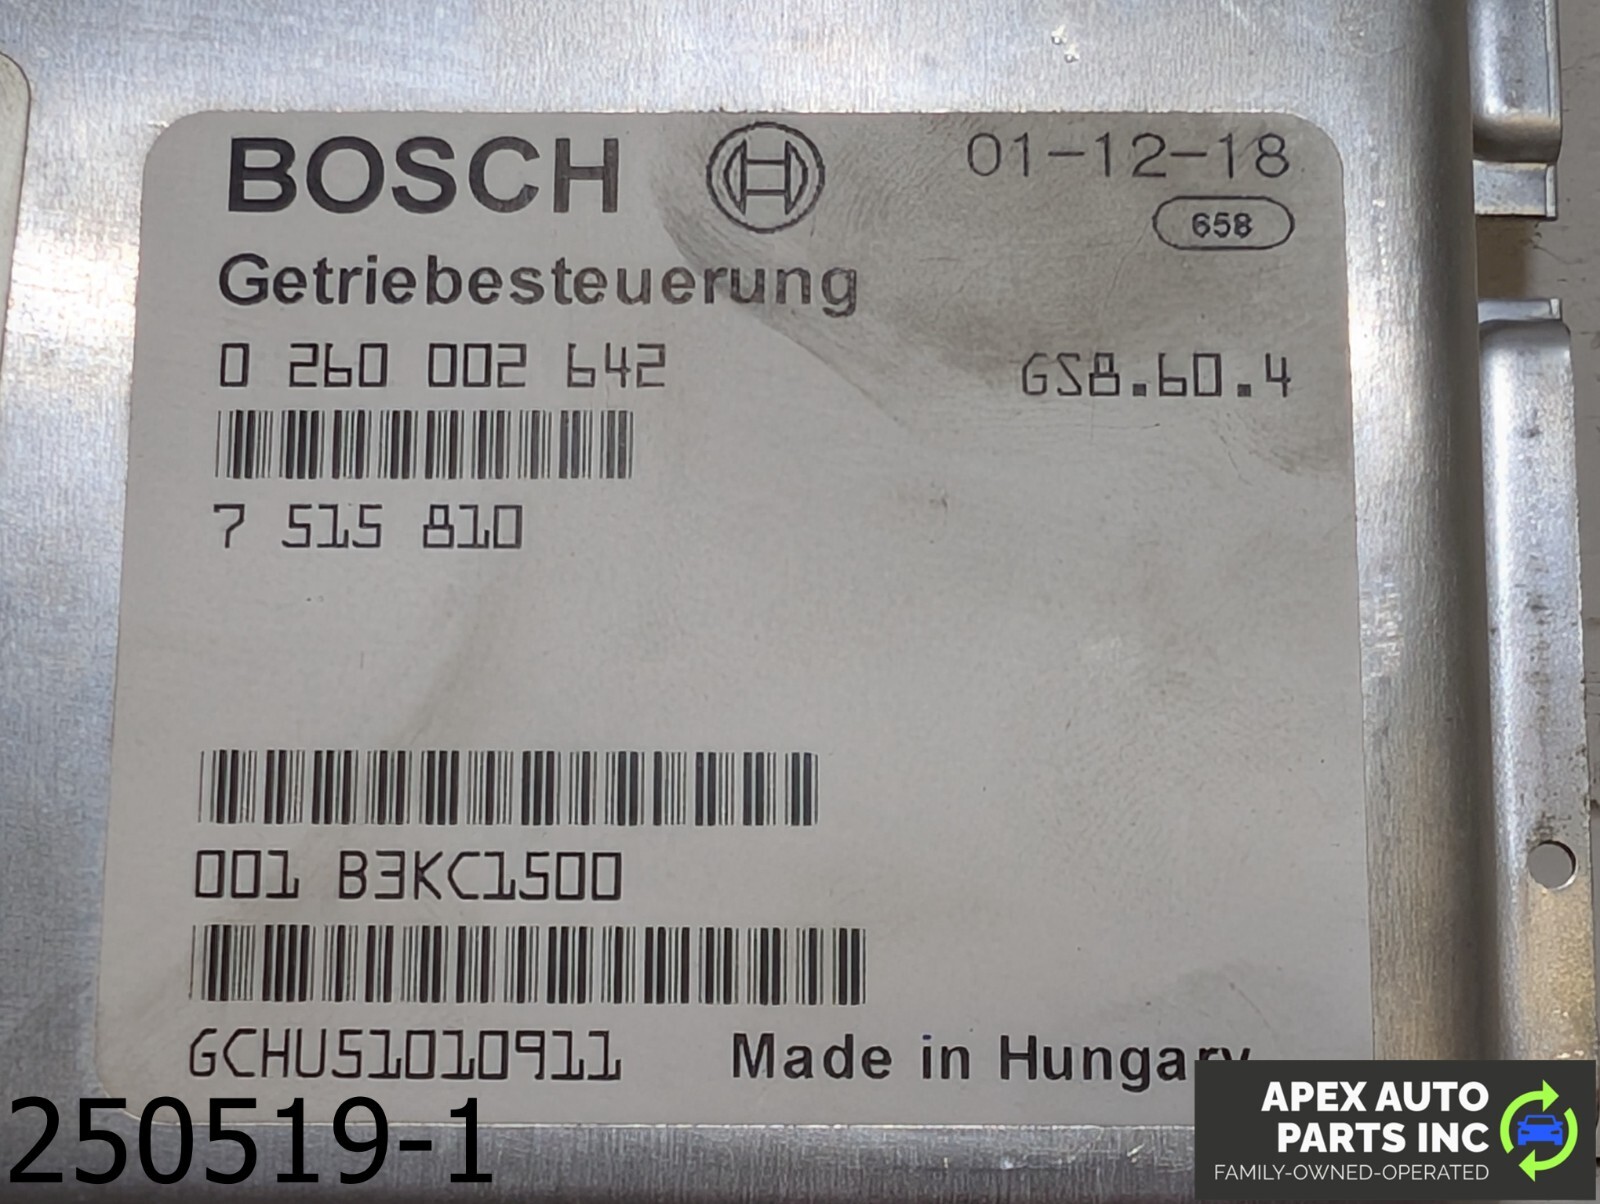 BOSCH 01-12-18
658
Getriebesteuerung
0 260 002 642 GS8.60.4
7 515 810
001 B3KC1500
GCHU51010911 Made in Hungary
250519-1
APEX AUTO
PARTS INC
FAMILY-OWNED-OPERATED